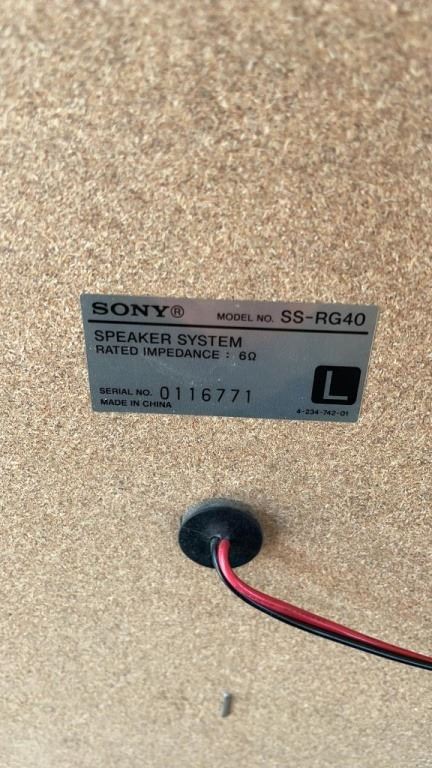 SONY® MODEL NO. SS-RG40
SPEAKER SYSTEM
RATED IMPEDANCE : 6Ω
L
SERIAL NO. 0116771
MADE IN CHINA
4-234-742-01